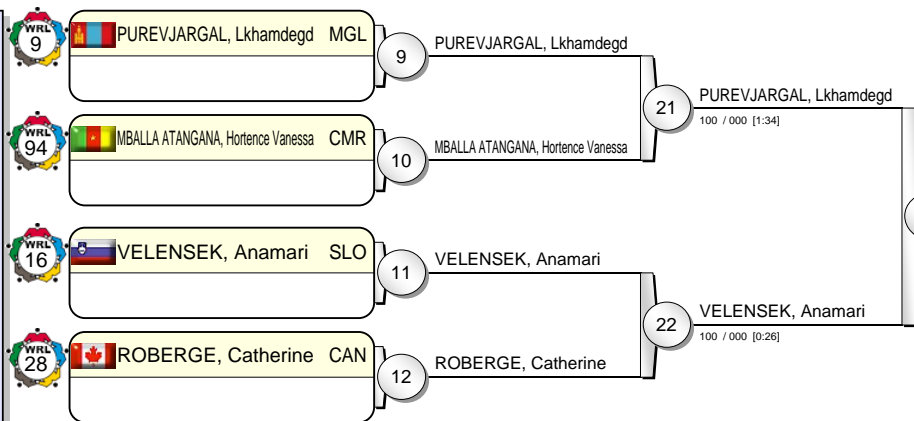 WRL
9
PUREVJARGAL, Lkhamdegd MGL
9
PUREVJARGAL, Lkhamdegd
21
PUREVJARGAL, Lkhamdegd
100 / 000 [1:34]
WRL
94
MBALLA ATANGANA, Hortence Vanessa CMR
10
MBALLA ATANGANA, Hortence Vanessa
WRL
16
VELENSEK, Anamari SLO
11
VELENSEK, Anamari
22
VELENSEK, Anamari
100 / 000 [0:26]
WRL
28
ROBERGE, Catherine CAN
12
ROBERGE, Catherine